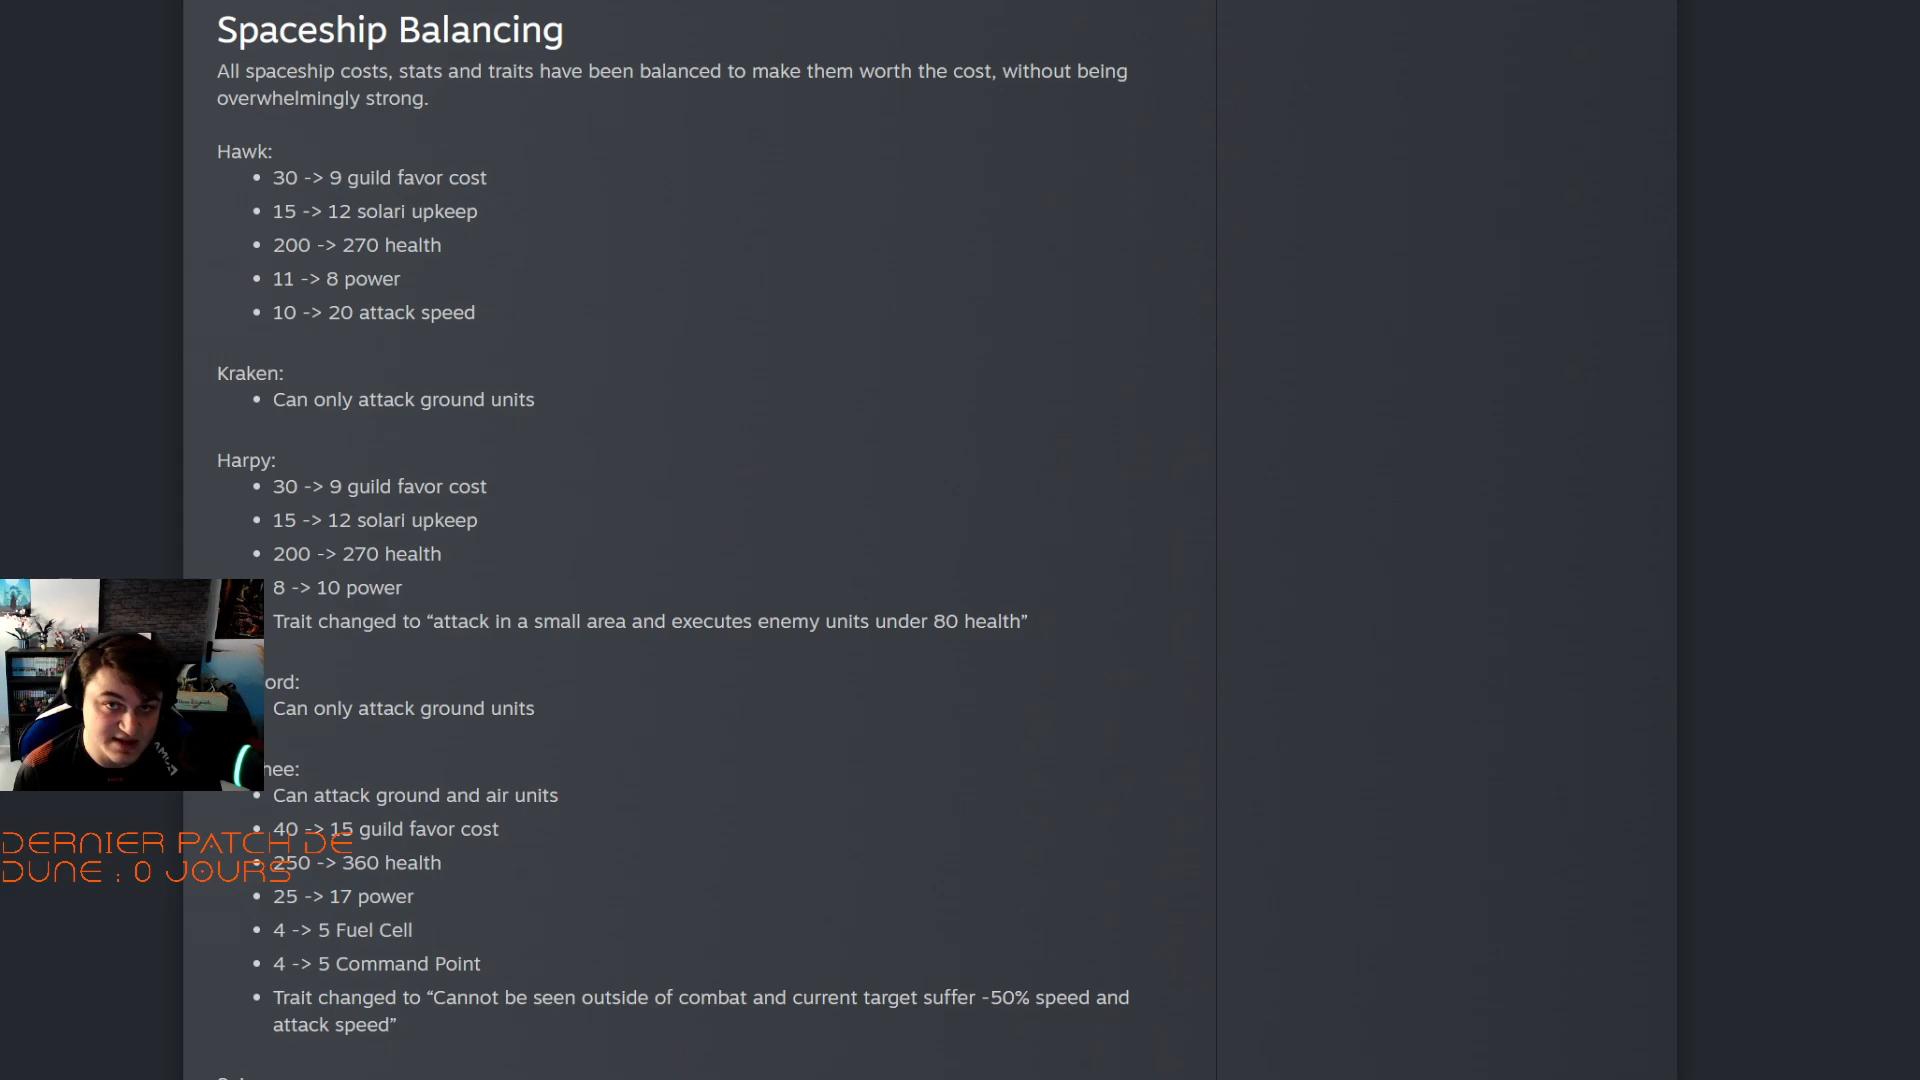 Spaceship Balancing
All spaceship costs, stats and traits have been balanced to make them worth the cost, without being
overwhelmingly strong.
Hawk:
• 30 -> 9 guild favor cost
• 15 -> 12 solari upkeep
• 200 -> 270 health
• 11 -> 8 power
• 10 -> 20 attack speed
Kraken:
• Can only attack ground units
Harpy:
• 30 -> 9 guild favor cost
• 15 -> 12 solari upkeep
• 200 -> 270 health
8 -> 10 power
Trait changed to “attack in a small area and executes enemy units under 80 health”
ord:
Can only attack ground units
hee:
• Can attack ground and air units
• 40 -> 15 guild favor cost
• 250 -> 360 health
• 25 -> 17 power
• 4 -> 5 Fuel Cell
• 4 -> 5 Command Point
• Trait changed to “Cannot be seen outside of combat and current target suffer -50% speed and
attack speed”
DERNIER PATCH DE
DUNE : 0 JOURS